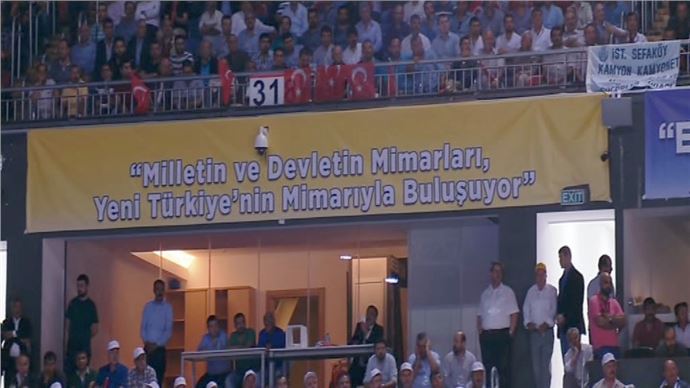 İST. SEFAKÖY
KAMYON KAMYONET
31
“Milletin ve Devletin Mimarları,
Yeni Türkiye’nin Mimarıyla Buluşuyor”
“E
EXIT